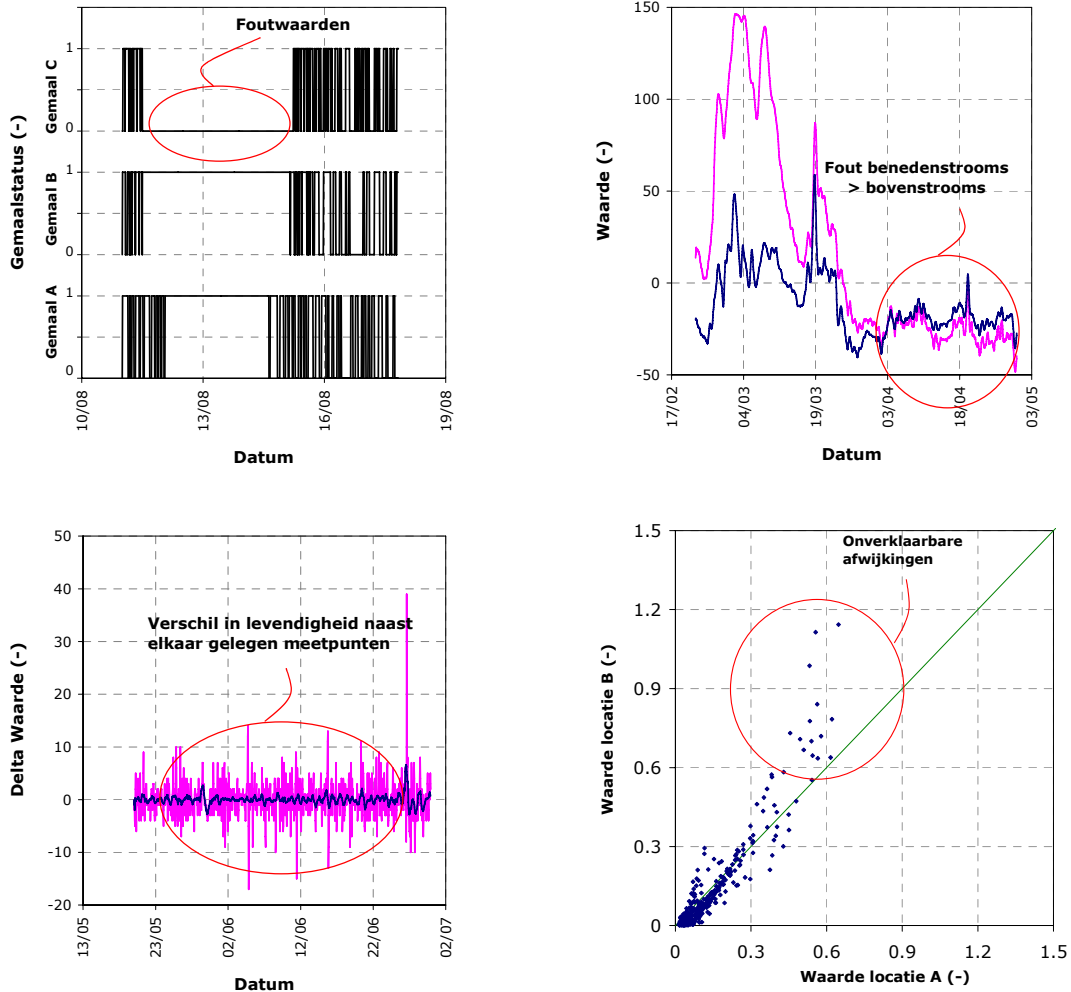 Foutwaarden
Gemaalstatus (-)
Gemaal C
Gemaal B
Gemaal A
1
0
1
0
1
0
10/08
13/08
16/08
19/08
Datum
150
100
50
0
-50
Waarde (-)
Fout benedenstrooms
> bovenstrooms
17/02
04/03
19/03
03/04
18/04
03/05
Datum
50
40
30
20
10
0
-10
-20
Delta Waarde (-)
Verschil in levendigheid naast
elkaar gelegen meetpunten
13/05
23/05
02/06
12/06
22/06
02/07
Datum
1.5
1.2
0.9
0.6
0.3
0
Waarde locatie B (-)
Onverklaarbare
afwijkingen
0
0.3
0.6
0.9
1.2
1.5
Waarde locatie A (-)